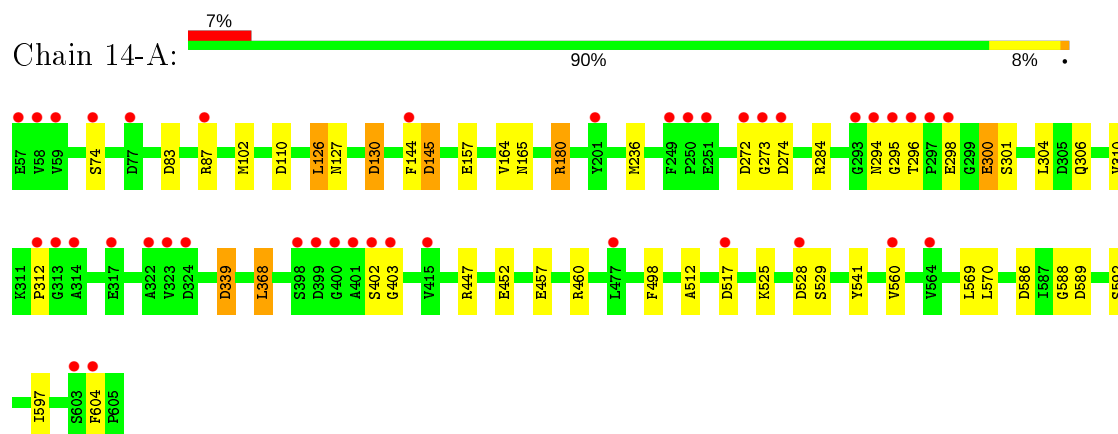 7%
Chain 14-A:
90% 8% •
E57 V58 V59 S74 D77 D83 R87 M102 D110 L126 N127 D130 F144 D145 E157 V164 N165 R180 Y201 M236 F249 P250 E251 D272 G273 D274 R284 G293 N294 G295 T296 P297 E298 G299 E300 S301 L304 D305 Q306 V310
K311 P312 G313 A314 E317 A322 V323 D324 D339 L368 S398 D399 G400 A401 S402 G403 V415 R447 E452 E457 R460 L477 F498 A512 D517 K525 D528 S529 Y541 V560 V564 L569 L570 D586 I587 G588 D589 S592
I597 S603 F604 P605